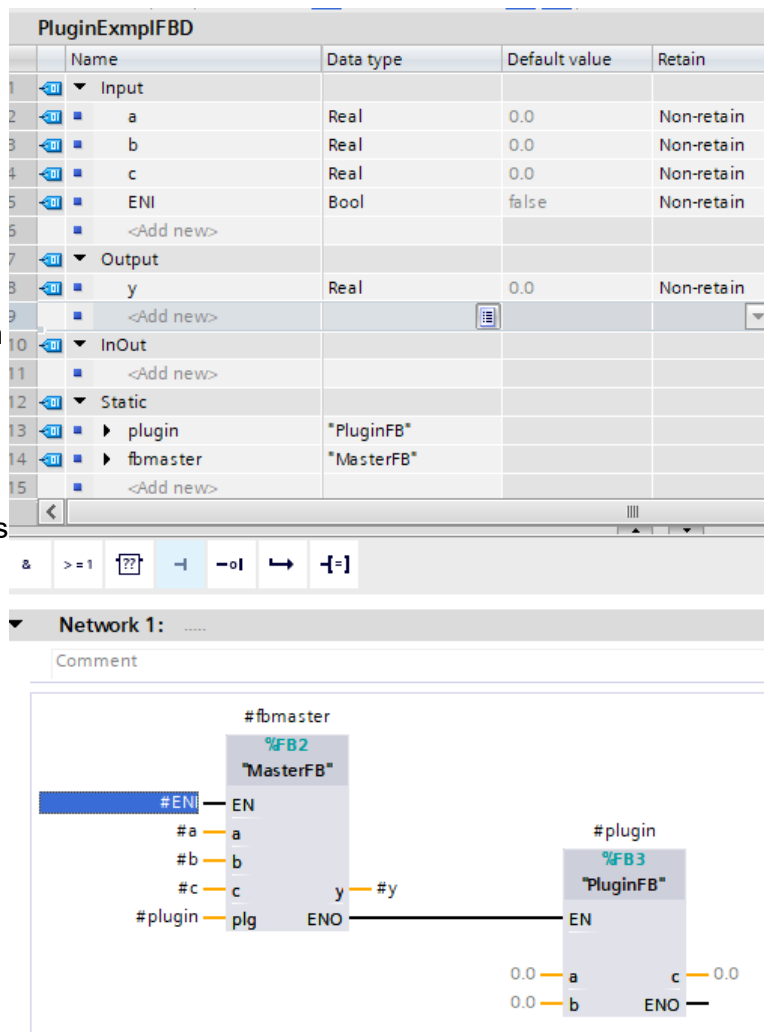 PluginExmplFBD
Name Data type Default value Retain
1 Input
2 a Real 0.0 Non-retain
3 b Real 0.0 Non-retain
4 c Real 0.0 Non-retain
5 ENI Bool false Non-retain
6 <Add new>
7 Output
8 y Real 0.0 Non-retain
9 <Add new>
10 InOut
11 <Add new>
12 Static
13 plugin "PluginFB"
14 fbmaster "MasterFB"
15 <Add new>
s
& >=1 ??
Network 1: .....
Comment
#fbmaster
%FB2
"MasterFB"
#ENI EN
#a a
#b b
#c c y #y
#plugin plg ENO
#plugin
%FB3
"PluginFB"
EN
0.0 a c 0.0
0.0 b ENO